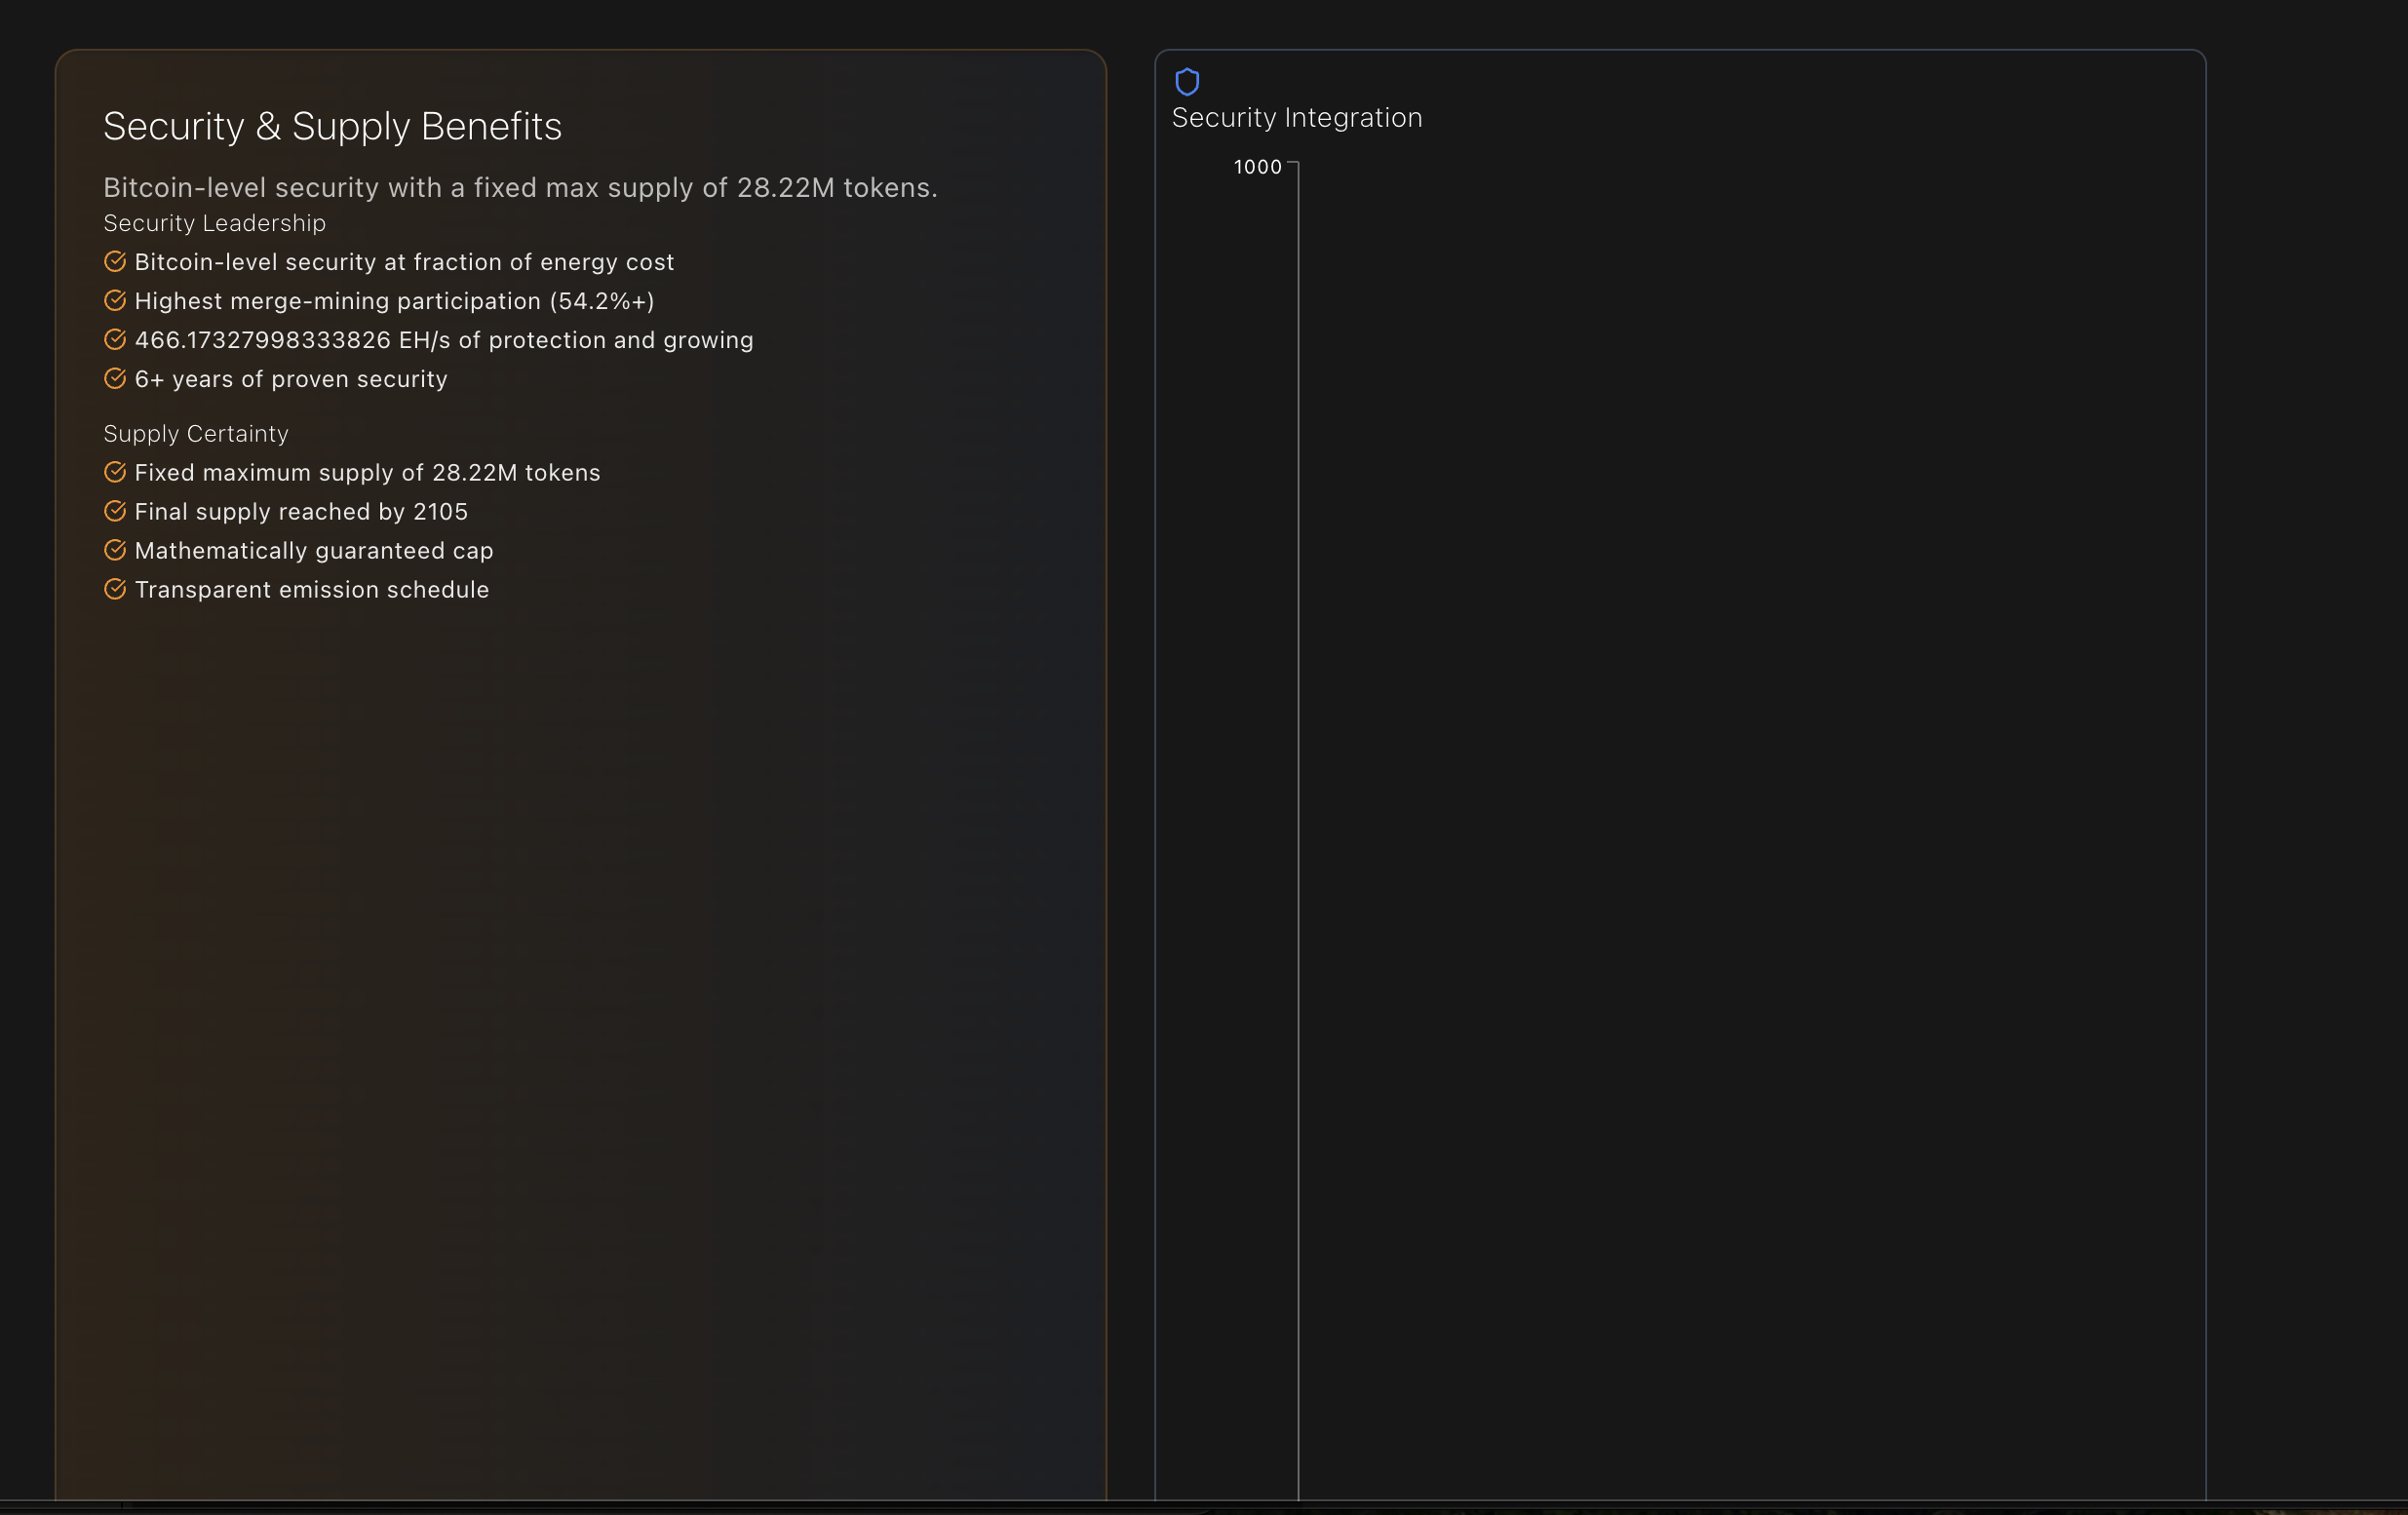 Security & Supply Benefits
Bitcoin-level security with a fixed max supply of 28.22M tokens.
Security Leadership
Bitcoin-level security at fraction of energy cost
Highest merge-mining participation (54.2%+)
466.17327998333826 EH/s of protection and growing
6+ years of proven security
Supply Certainty
Fixed maximum supply of 28.22M tokens
Final supply reached by 2105
Mathematically guaranteed cap
Transparent emission schedule
Security Integration
1000